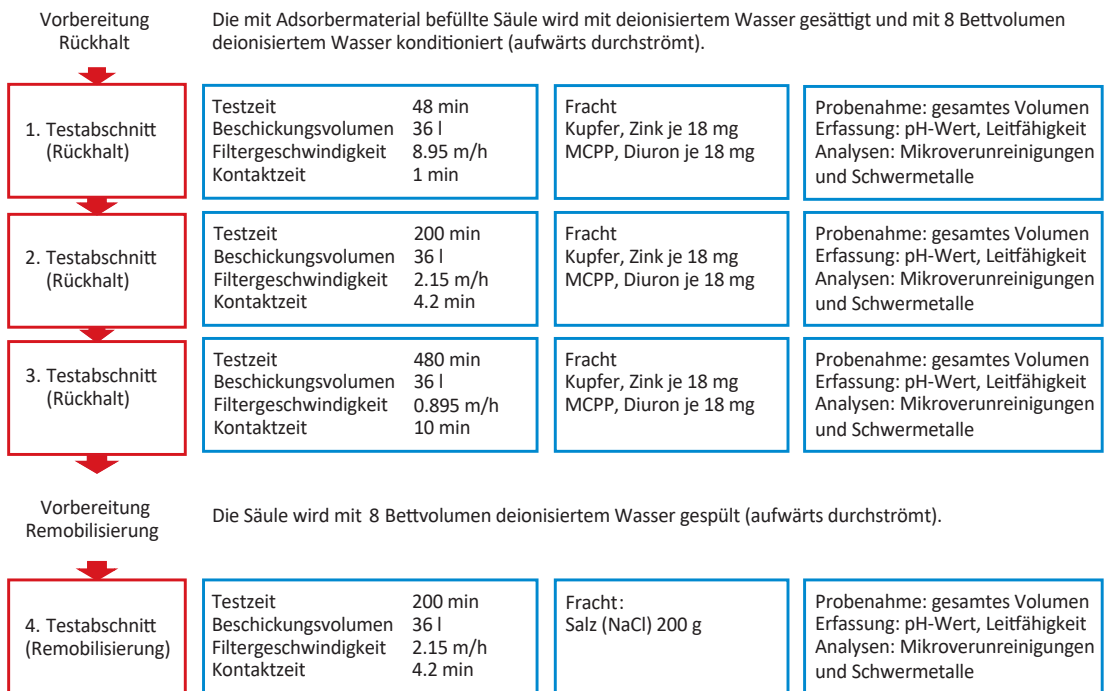 Vorbereitung
Rückhalt
Die mit Adsorbermaterial befüllte Säule wird mit deionisiertem Wasser gesättigt und mit 8 Bettvolumen
deionisiertem Wasser konditioniert (aufwärts durchströmt).
1. Testabschnitt
(Rückhalt)
Testzeit 48 min
Beschickungsvolumen 36 l
Filtergeschwindigkeit 8.95 m/h
Kontaktzeit 1 min
Fracht
Kupfer, Zink je 18 mg
MCPP, Diuron je 18 mg
Probenahme: gesamtes Volumen
Erfassung: pH-Wert, Leitfähigkeit
Analysen: Mikroverunreinigungen
und Schwermetalle
2. Testabschnitt
(Rückhalt)
Testzeit 200 min
Beschickungsvolumen 36 l
Filtergeschwindigkeit 2.15 m/h
Kontaktzeit 4.2 min
Fracht
Kupfer, Zink je 18 mg
MCPP, Diuron je 18 mg
Probenahme: gesamtes Volumen
Erfassung: pH-Wert, Leitfähigkeit
Analysen: Mikroverunreinigungen
und Schwermetalle
3. Testabschnitt
(Rückhalt)
Testzeit 480 min
Beschickungsvolumen 36 l
Filtergeschwindigkeit 0.895 m/h
Kontaktzeit 10 min
Fracht
Kupfer, Zink je 18 mg
MCPP, Diuron je 18 mg
Probenahme: gesamtes Volumen
Erfassung: pH-Wert, Leitfähigkeit
Analysen: Mikroverunreinigungen
und Schwermetalle
Vorbereitung
Remobilisierung
Die Säule wird mit 8 Bettvolumen deionisiertem Wasser gespült (aufwärts durchströmt).
4. Testabschnitt
(Remobilisierung)
Testzeit 200 min
Beschickungsvolumen 36 l
Filtergeschwindigkeit 2.15 m/h
Kontaktzeit 4.2 min
Fracht:
Salz (NaCl) 200 g
Probenahme: gesamtes Volumen
Erfassung: pH-Wert, Leitfähigkeit
Analysen: Mikroverunreinigungen
und Schwermetalle